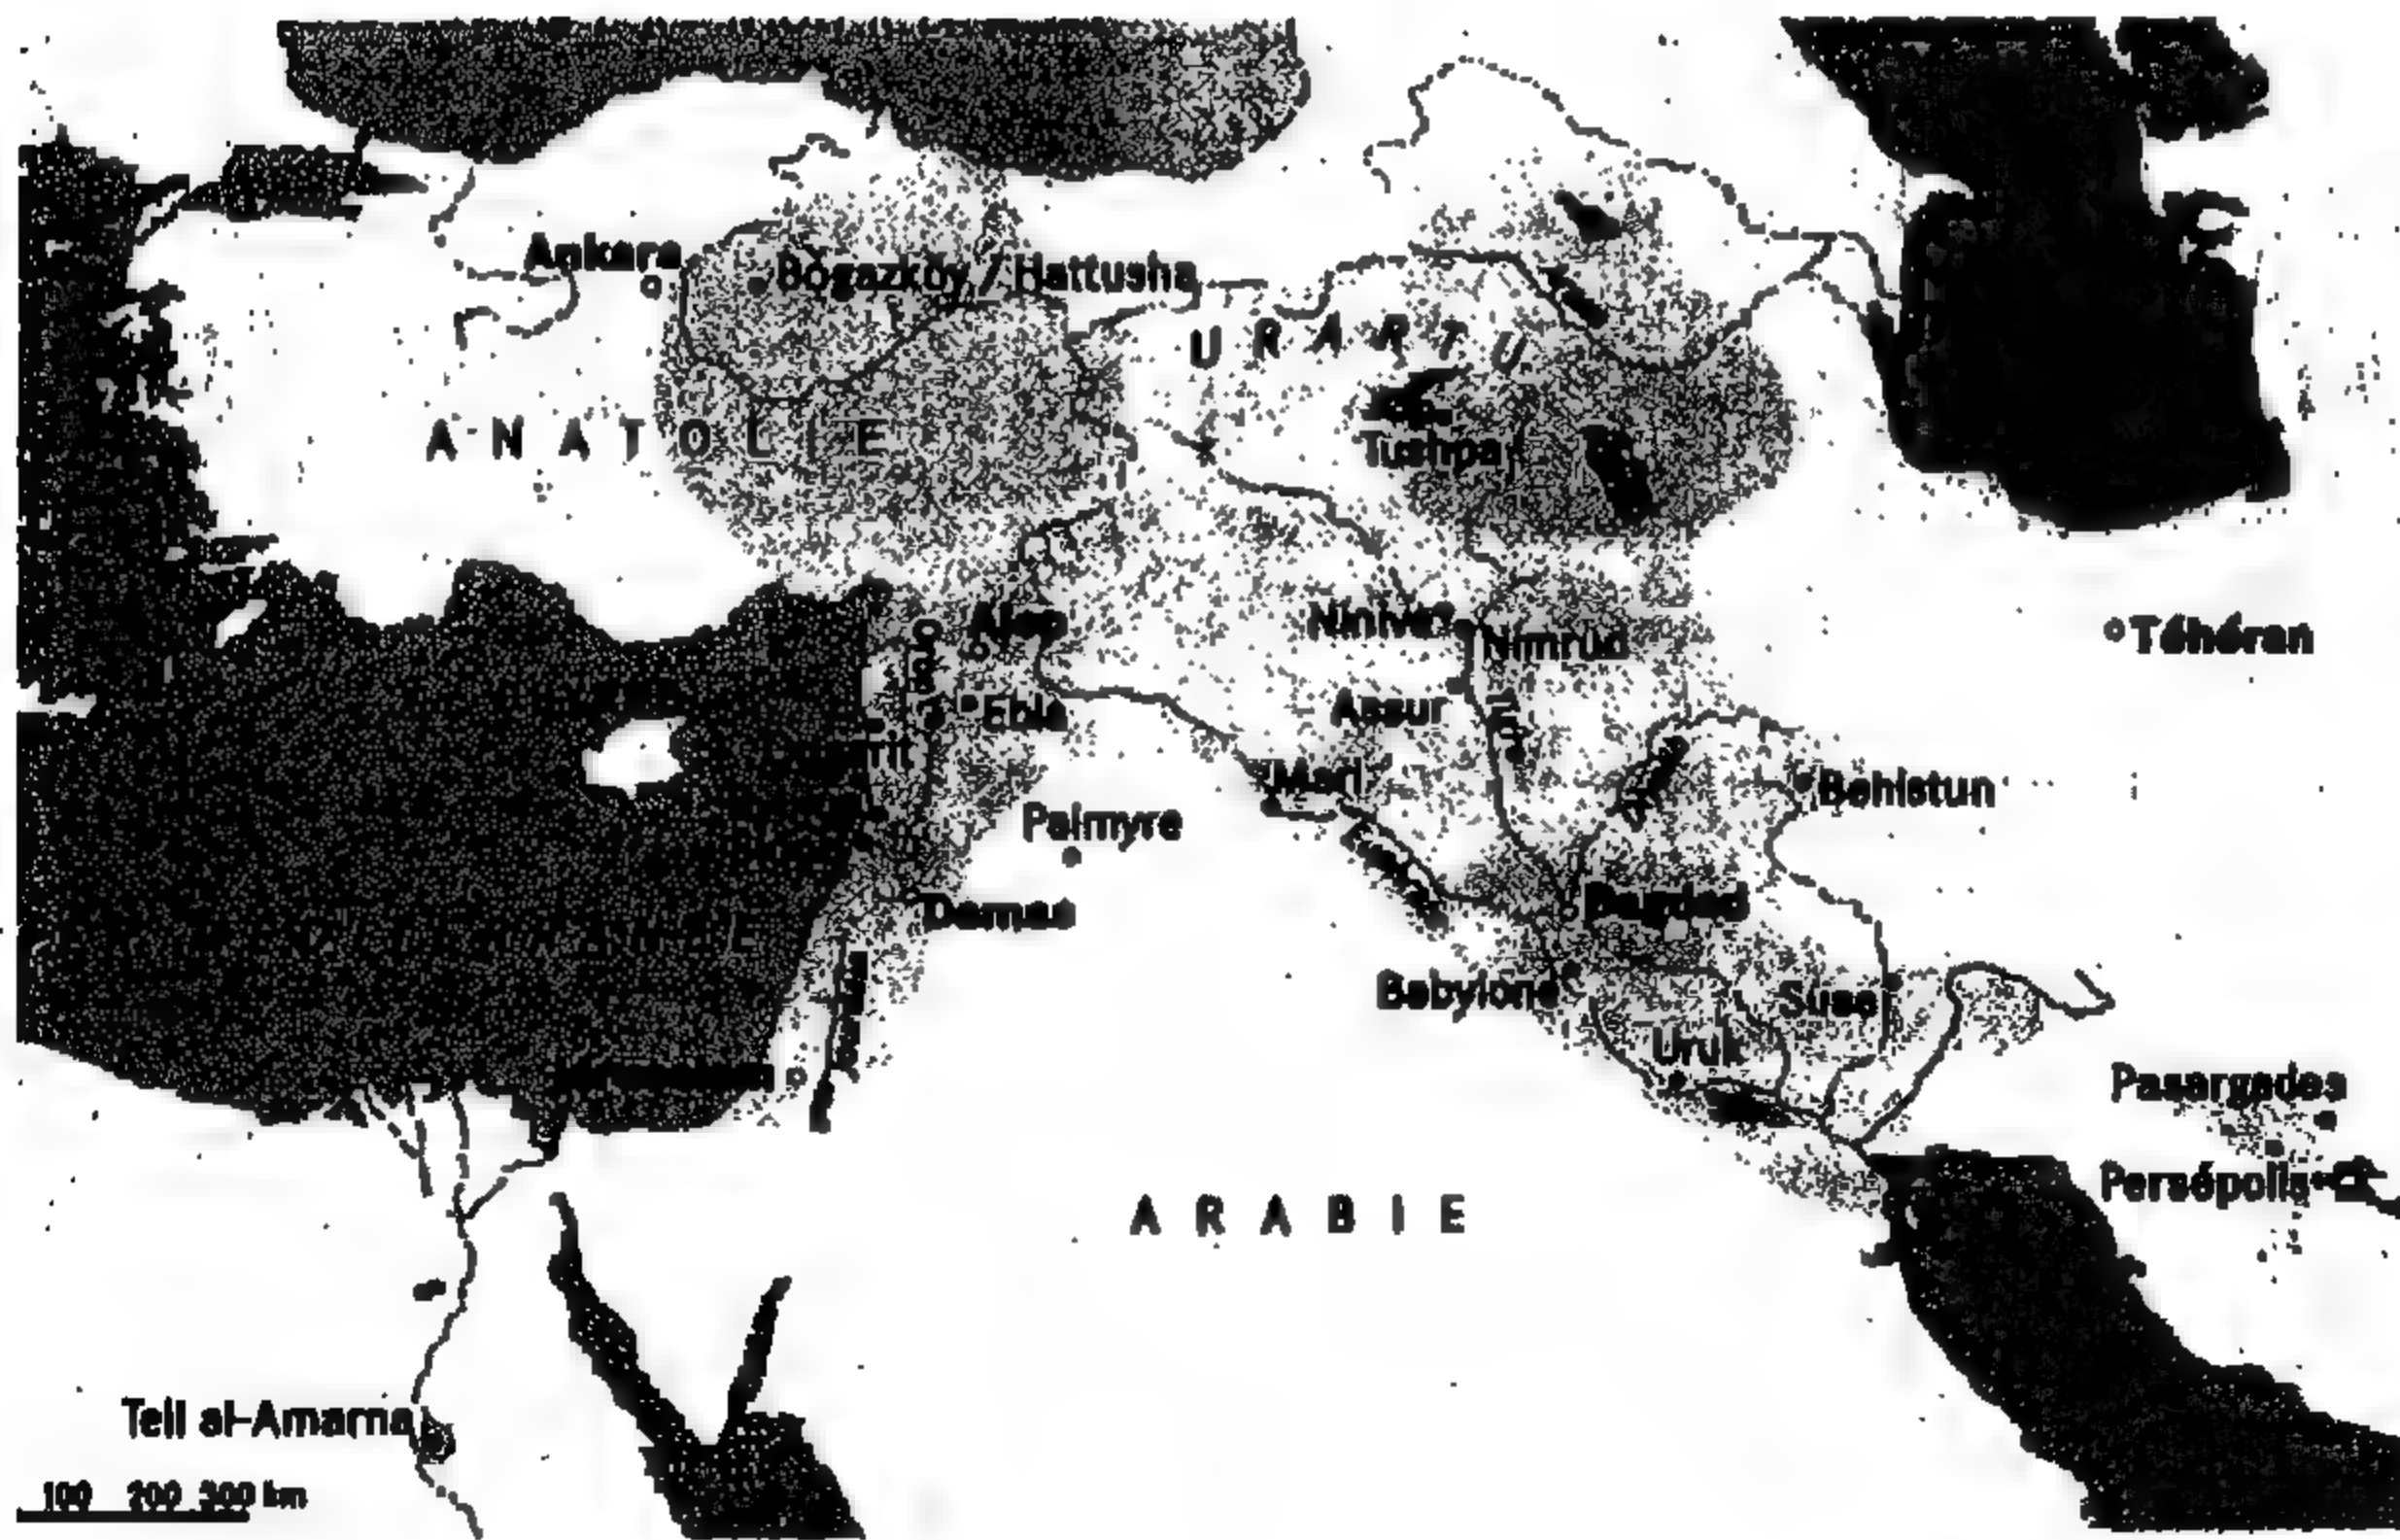 Ankara
Bogazköy / Hattusha
URARTU
ANATOLIE
Tushpa
Alep
Ninive
Nimrud
Téhéran
Ebla
Assur
Mari
Behistun
Palmyre
Damas
Bagdad
Babylone
Suse
Uruk
Pasargades
Persépolis
ARABIE
Tell al-Amarna
100 200 300 km